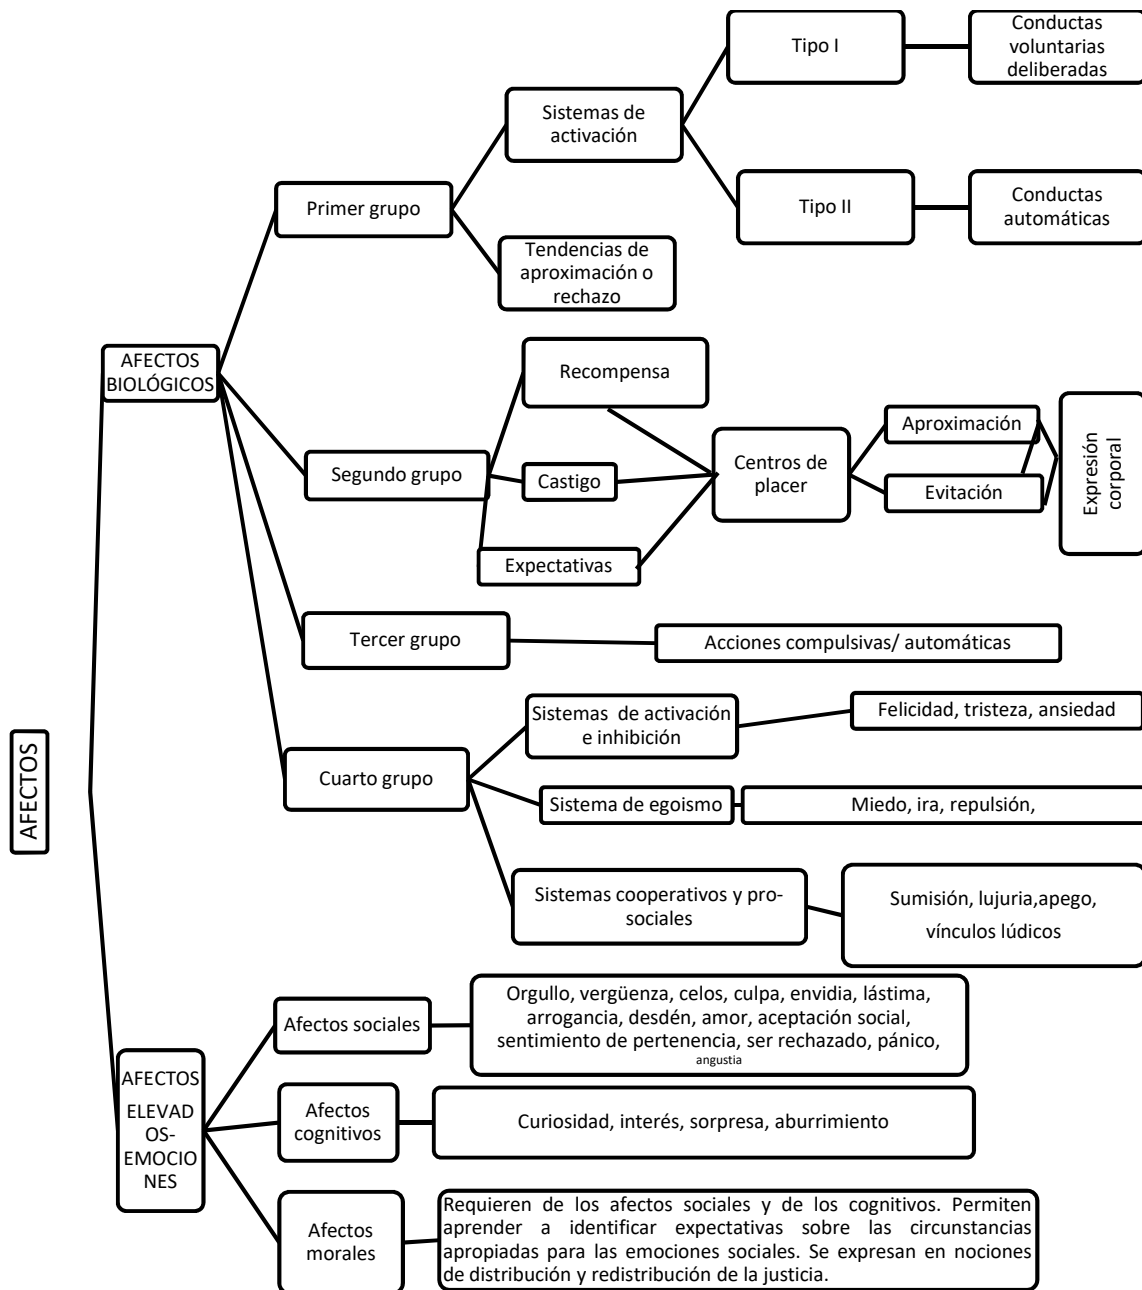 AFECTOS
AFECTOS
BIOLÓGICOS
Primer grupo
Sistemas de
activación
Tipo I
Conductas
voluntarias
deliberadas
Tipo II
Conductas
automáticas
Tendencias de
aproximación o
rechazo
Segundo grupo
Recompensa
Castigo
Expectativas
Centros de
placer
Aproximación
Evitación
Expresión
corporal
Tercer grupo
Acciones compulsivas/ automáticas
Cuarto grupo
Sistemas de activación
e inhibición
Felicidad, tristeza, ansiedad
Sistema de egoismo
Miedo, ira, repulsión,
Sistemas cooperativos y pro-
sociales
Sumisión, lujuria,apego,
vínculos lúdicos
AFECTOS
ELEVAD
OS-
EMOCIO
NES
Afectos sociales
Orgullo, vergüenza, celos, culpa, envidia, lástima,
arrogancia, desdén, amor, aceptación social,
sentimiento de pertenencia, ser rechazado, pánico,
angustia
Afectos
cognitivos
Curiosidad, interés, sorpresa, aburrimiento
Afectos
morales
Requieren de los afectos sociales y de los cognitivos. Permiten
aprender a identificar expectativas sobre las circunstancias
apropiadas para las emociones sociales. Se expresan en nociones
de distribución y redistribución de la justicia.